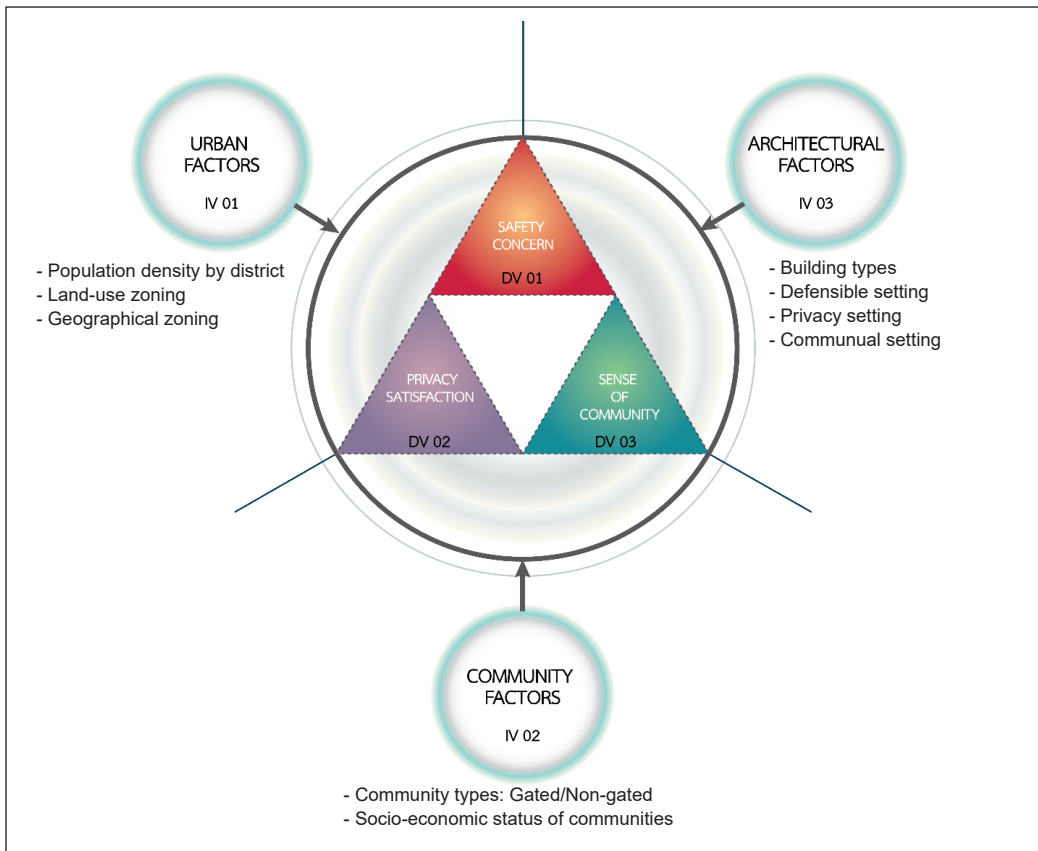 URBAN
FACTORS
IV 01
- Population density by district
- Land-use zoning
- Geographical zoning
ARCHITECTURAL
FACTORS
IV 03
- Building types
- Defensible setting
- Privacy setting
- Communual setting
SAFETY
CONCERN
DV 01
PRIVACY
SATISFACTION
DV 02
SENSE
OF
COMMUNITY
DV 03
COMMUNITY
FACTORS
IV 02
- Community types: Gated/Non-gated
- Socio-economic status of communities